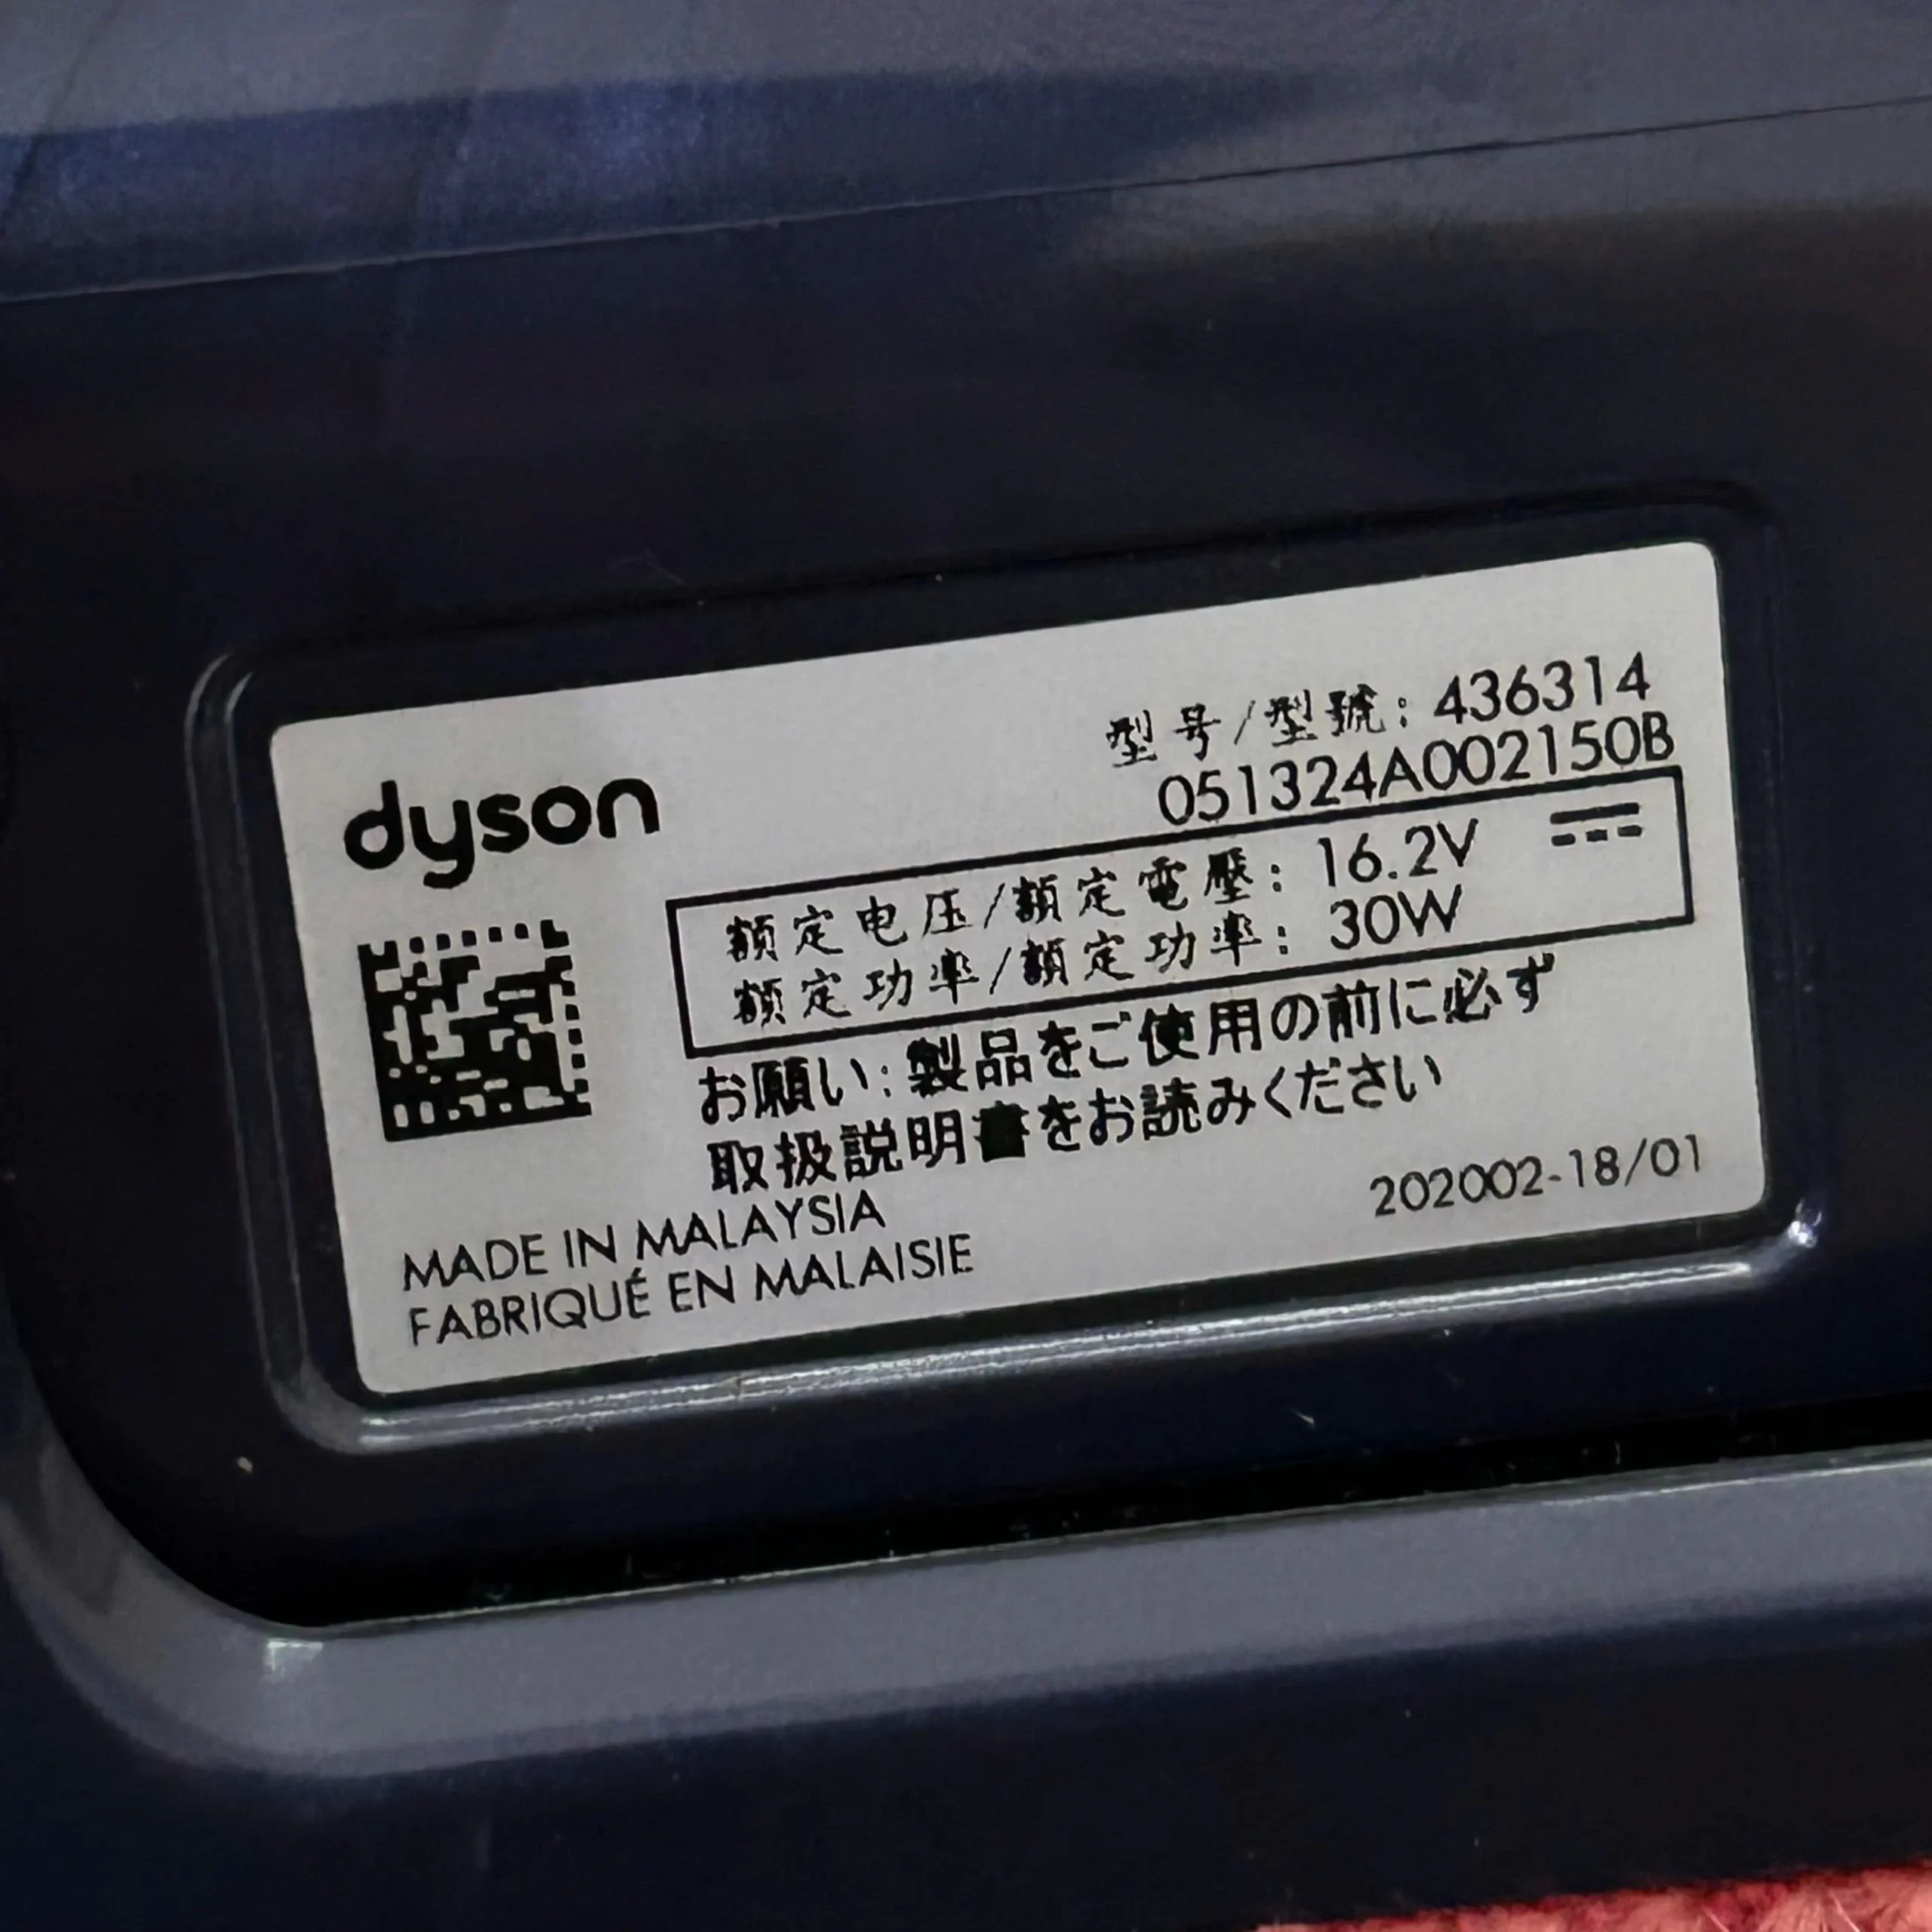 dyson
型号/型號: 436314
051324A002150B
额定电压/額定電壓: 16.2V
额定功率/額定功率: 30W
お願い: 製品をご使用の前に必ず
取扱説明書をお読みください
MADE IN MALAYSIA
FABRIQUÉ EN MALAISIE
202002-18/01